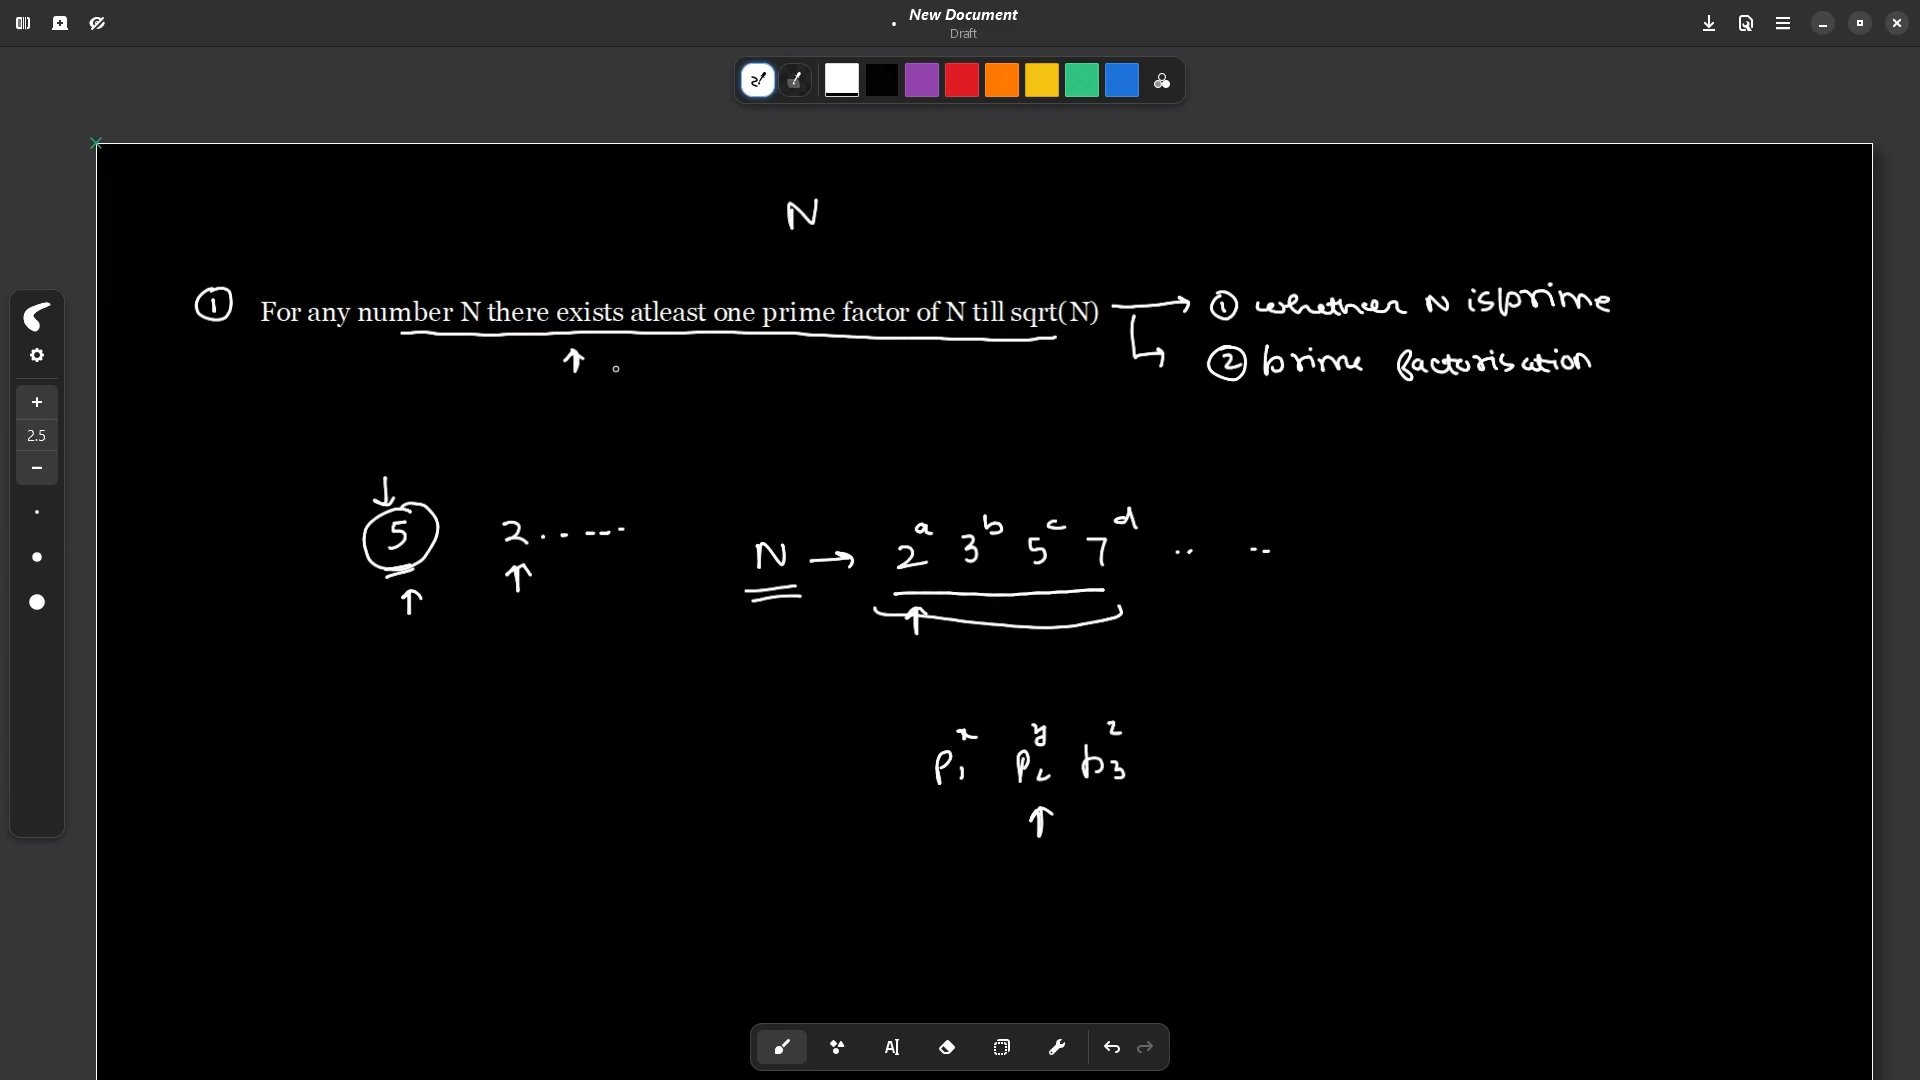 New Document
Draft
N
① For any number N there exists atleast one prime factor of N till sqrt(N) → ① whether N is prime
② prime factorisation
+
2.5
−
5 2 . - - - -
N → 2^a 3^b 5^c 7^d .. --
P₁^x P₂^y P₃^z